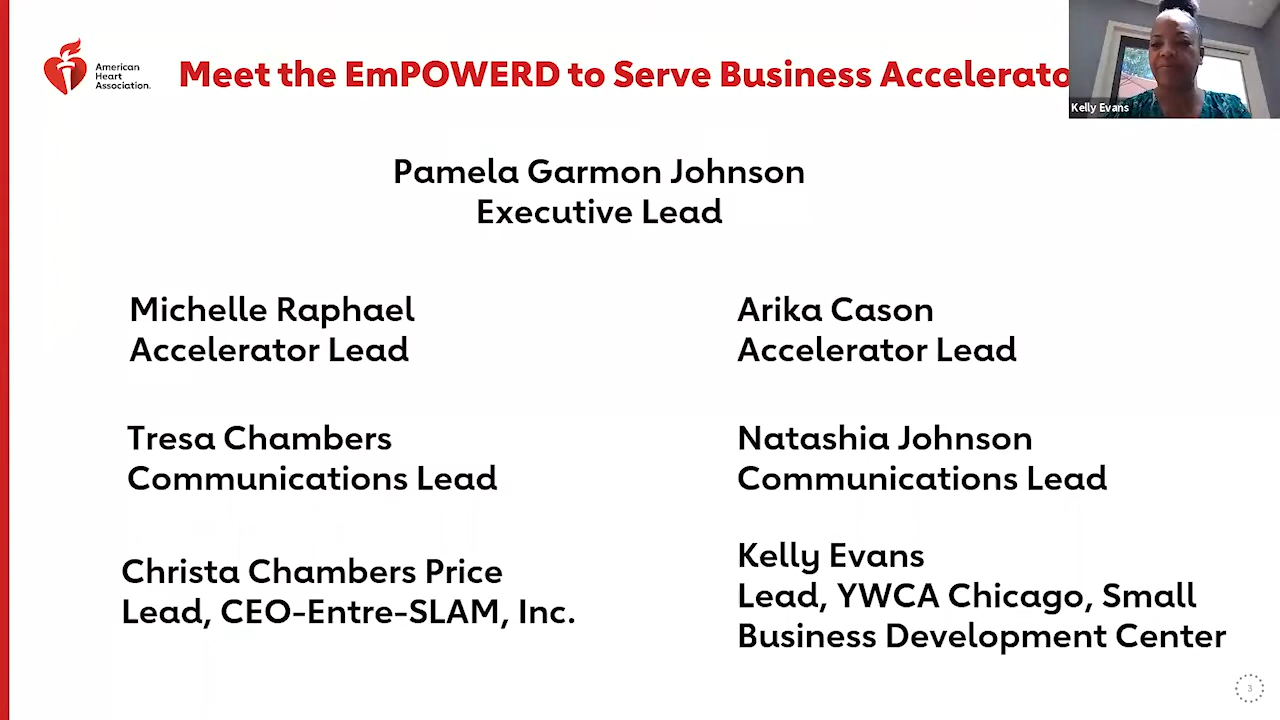 American
Heart
Association.
Meet the EmPOWERD to Serve Business Accelerato
Kelly Evans
Pamela Garmon Johnson
Executive Lead
Michelle Raphael
Accelerator Lead
Arika Cason
Accelerator Lead
Tresa Chambers
Communications Lead
Natashia Johnson
Communications Lead
Christa Chambers Price
Lead, CEO-Entre-SLAM, Inc.
Kelly Evans
Lead, YWCA Chicago, Small
Business Development Center
3